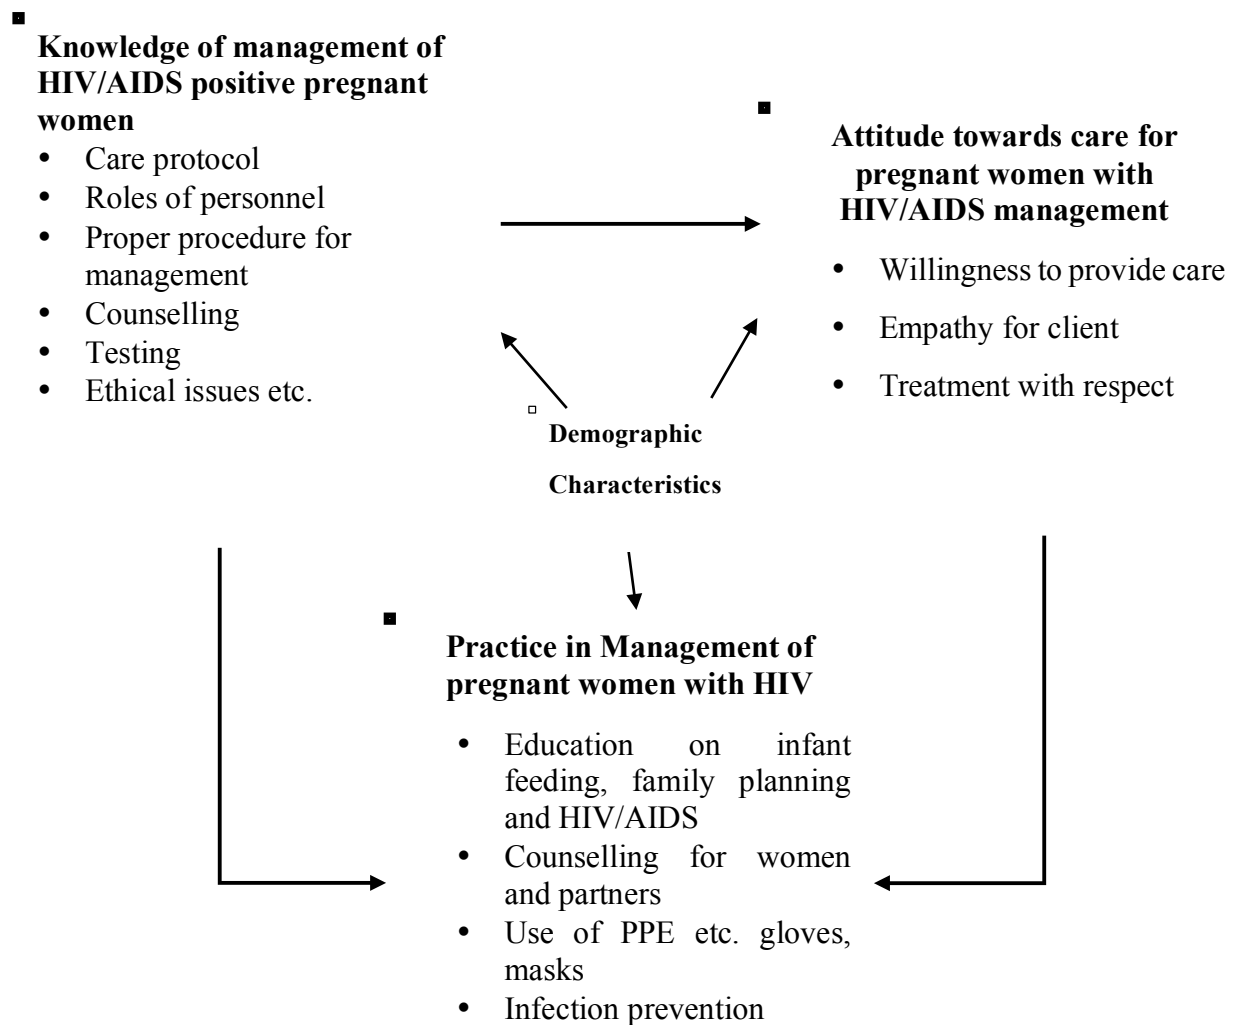 Knowledge of management of
HIV/AIDS positive pregnant
women
• Care protocol
• Roles of personnel
• Proper procedure for
management
• Counselling
• Testing
• Ethical issues etc.
Attitude towards care for
pregnant women with
HIV/AIDS management
• Willingness to provide care
• Empathy for client
• Treatment with respect
Demographic
Characteristics
Practice in Management of
pregnant women with HIV
• Education on infant
feeding, family planning
and HIV/AIDS
• Counselling for women
and partners
• Use of PPE etc. gloves,
masks
• Infection prevention